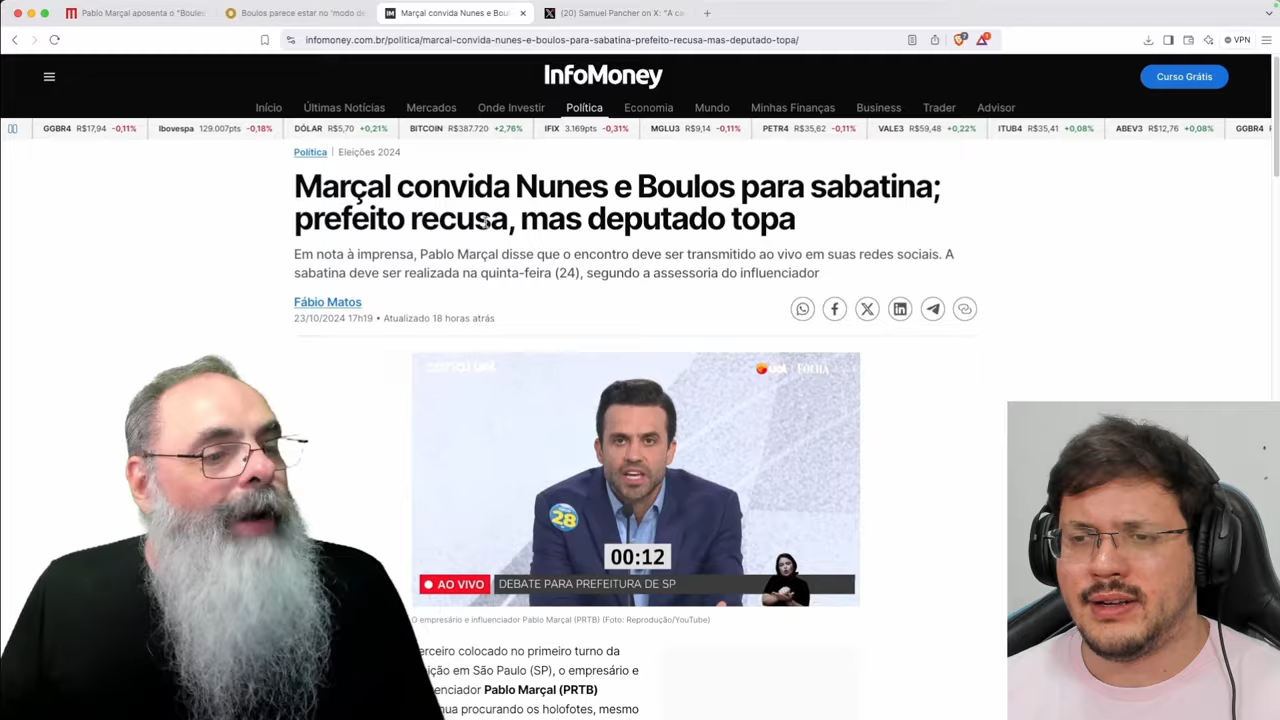 Pablo Marçal aposenta o "Boules
Boulos parece estar no 'modo de
Marçal convida Nunes e Boul
(20) Samuel Pancher on X: "A ca
infomoney.com.br/politica/marcal-convida-nunes-e-boulos-para-sabatina-prefeito-recusa-mas-deputado-topa/
VPN
InfoMoney
Curso Grátis
Início Últimas Notícias Mercados Onde Investir Política Economia Mundo Minhas Finanças Business Trader Advisor
GGBR4 R$17,94 -0,11% Ibovespa 129.007pts -0,18% DÓLAR R$5,70 +0,21% BITCOIN R$387.720 +2,76% IFIX 3.169pts -0,31% MGLU3 R$9,14 -0,11% PETR4 R$35,62 -0,11% VALE3 R$59,48 +0,22% ITUB4 R$35,41 +0,08% ABEV3 R$12,76 +0,08% GGBR4
Política | Eleições 2024
Marçal convida Nunes e Boulos para sabatina;
prefeito recusa, mas deputado topa
Em nota à imprensa, Pablo Marçal disse que o encontro deve ser transmitido ao vivo em suas redes sociais. A
sabatina deve ser realizada na quinta-feira (24), segundo a assessoria do influenciador
Fábio Matos
23/10/2024 17h19 • Atualizado 18 horas atrás
canal uol
UOL FOLHA
28
00:12
AO VIVO DEBATE PARA PREFEITURA DE SP
O empresário e influenciador Pablo Marçal (PRTB) (Foto: Reprodução/YouTube)
erceiro colocado no primeiro turno da
ição em São Paulo (SP), o empresário e
enciador Pablo Marçal (PRTB)
nua procurando os holofotes, mesmo